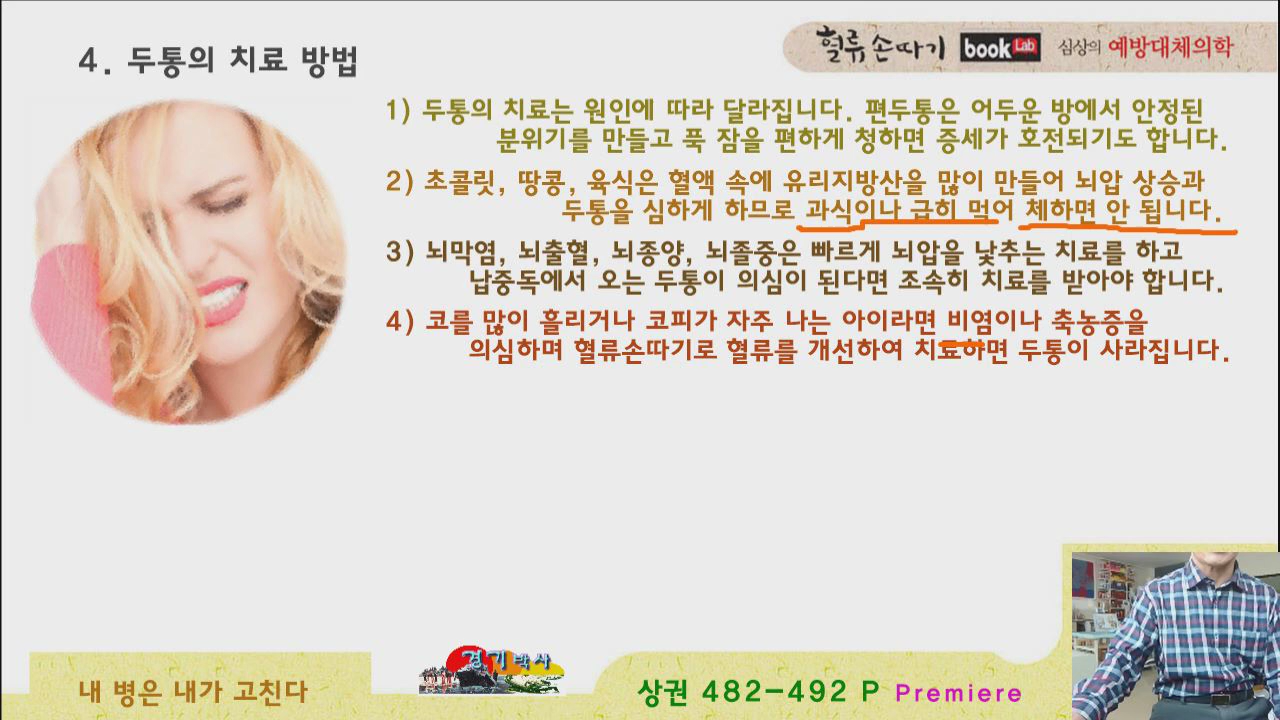 4. 두통의 치료 방법
혈류 손따기 book Lab 심상의 예방대체의학
1) 두통의 치료는 원인에 따라 달라집니다. 편두통은 어두운 방에서 안정된
분위기를 만들고 푹 잠을 편하게 청하면 증세가 호전되기도 합니다.
2) 초콜릿, 땅콩, 육식은 혈액 속에 유리지방산을 많이 만들어 뇌압 상승과
두통을 심하게 하므로 과식이나 급히 먹어 체하면 안 됩니다.
3) 뇌막염, 뇌출혈, 뇌종양, 뇌졸중은 빠르게 뇌압을 낯추는 치료를 하고
납중독에서 오는 두통이 의심이 된다면 조속히 치료를 받아야 합니다.
4) 코를 많이 흘리거나 코피가 자주 나는 아이라면 비염이나 축농증을
의심하며 혈류손따기로 혈류를 개선하여 치료하면 두통이 사라집니다.
경기박사
내 병은 내가 고친다
상권 482-492 P Premiere